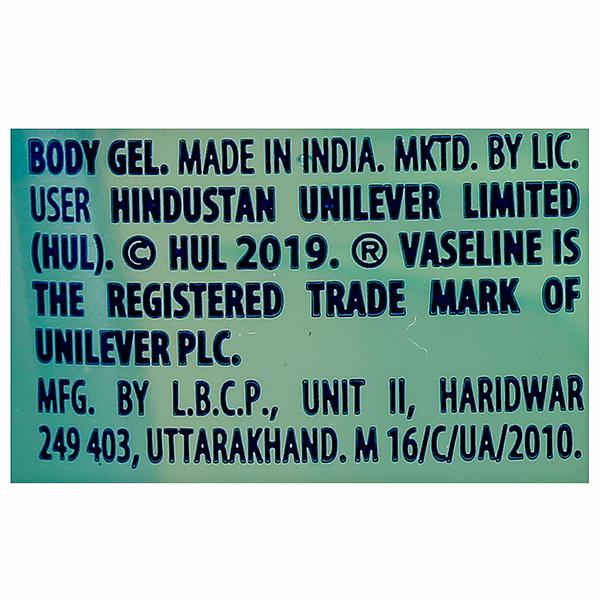 BODY GEL. MADE IN INDIA. MKTD. BY LIC.
USER HINDUSTAN UNILEVER LIMITED
(HUL). © HUL 2019. ® VASELINE IS
THE REGISTERED TRADE MARK OF
UNILEVER PLC.
MFG. BY L.B.C.P., UNIT II, HARIDWAR
249 403, UTTARAKHAND. M 16/C/UA/2010.